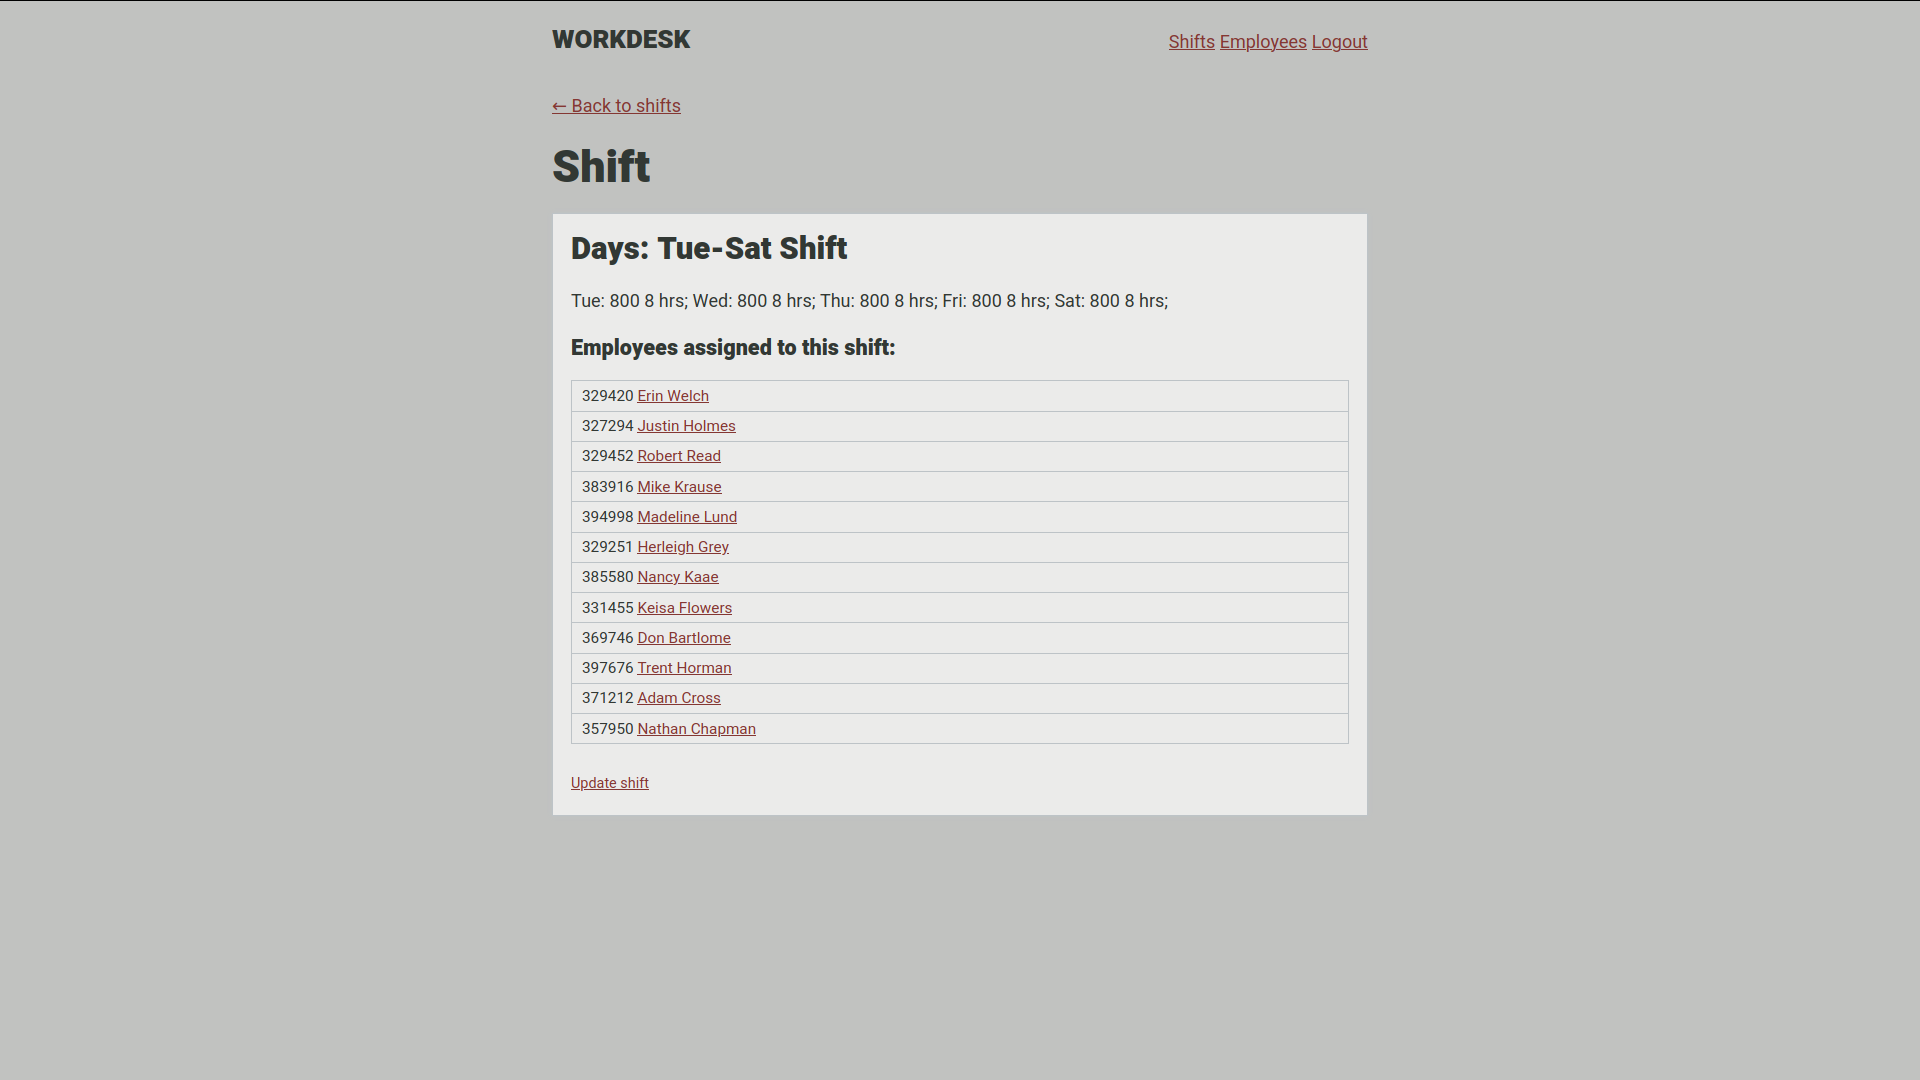 WORKDESK
Shifts Employees Logout
← Back to shifts
Shift
Days: Tue-Sat Shift
Tue: 800 8 hrs; Wed: 800 8 hrs; Thu: 800 8 hrs; Fri: 800 8 hrs; Sat: 800 8 hrs;
Employees assigned to this shift:
329420 Erin Welch
327294 Justin Holmes
329452 Robert Read
383916 Mike Krause
394998 Madeline Lund
329251 Herleigh Grey
385580 Nancy Kaae
331455 Keisa Flowers
369746 Don Bartlome
397676 Trent Horman
371212 Adam Cross
357950 Nathan Chapman
Update shift